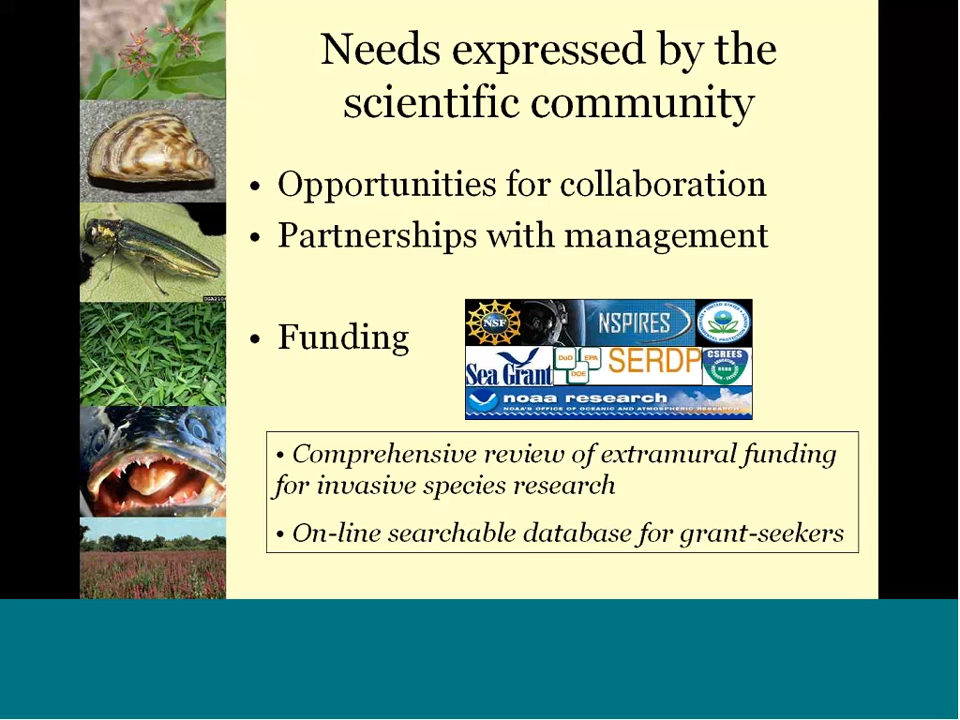 Needs expressed by the
scientific community
• Opportunities for collaboration
• Partnerships with management
• Funding
NSF
NSPIRES
Sea Grant
DoD
EPA
DOE
SERDP
CSREES
noaa research
NOAA'S OFFICE OF OCEANIC AND ATMOSPHERIC RESEARCH
• Comprehensive review of extramural funding
for invasive species research
• On-line searchable database for grant-seekers